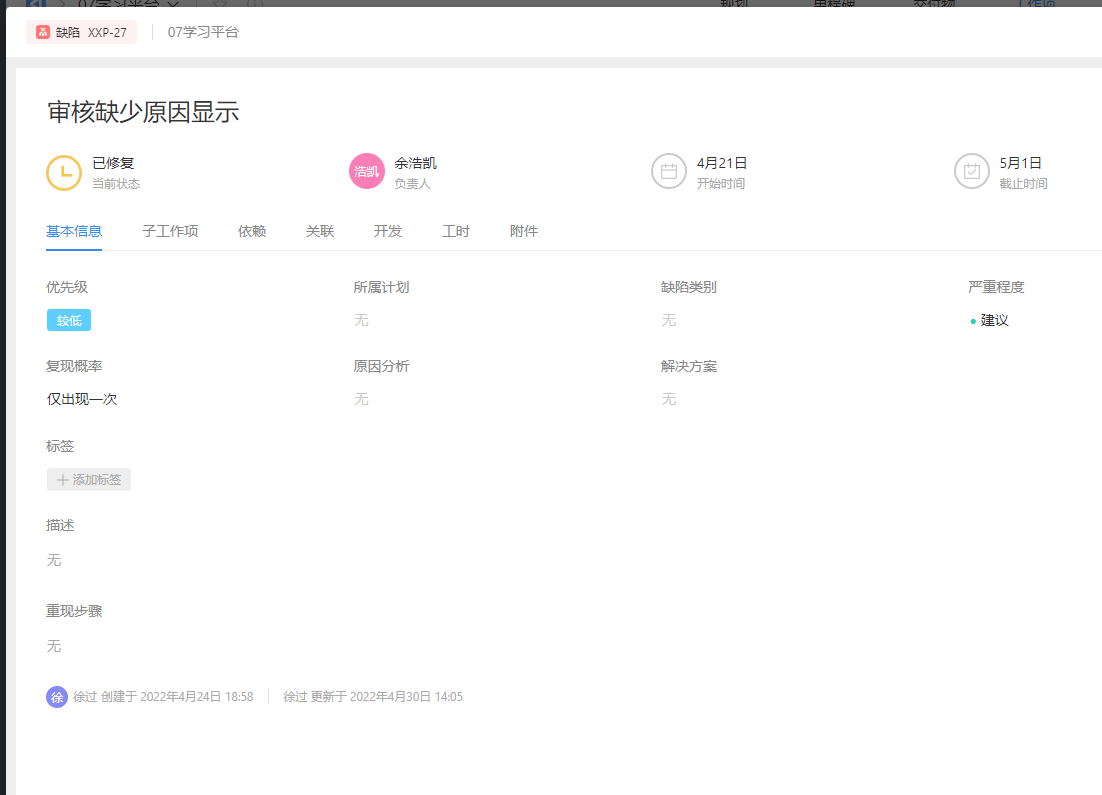 07学习平台
缺陷 XXP-27 07学习平台
审核缺少原因显示
已修复
当前状态
浩凯
余浩凯
负责人
4月21日
开始时间
5月1日
截止时间
基本信息 子工作项 依赖 关联 开发 工时 附件
优先级 所属计划 缺陷类别 严重程度
较低 无 无 建议
复现概率 原因分析 解决方案
仅出现一次 无 无
标签
添加标签
描述
无
重现步骤
无
徐 徐过 创建于 2022年4月24日 18:58 徐过 更新于 2022年4月30日 14:05